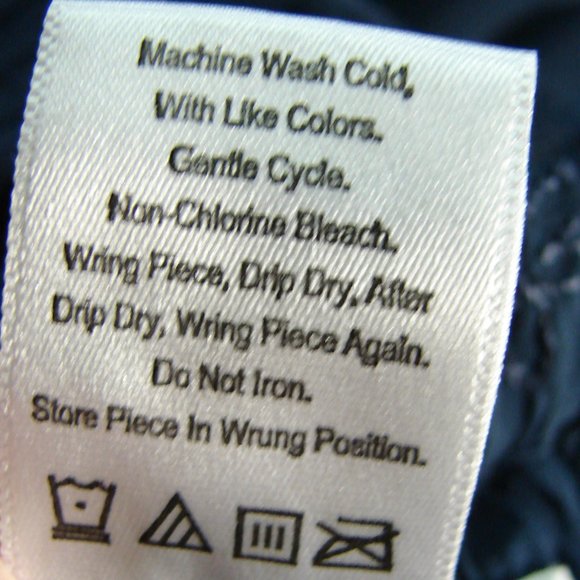 Machine Wash Cold,
With Like Colors.
Gentle Cycle.
Non-Chlorine Bleach.
Wring Piece, Drip Dry, After
Drip Dry, Wring Piece Again.
Do Not Iron.
Store Piece In Wrung Position.